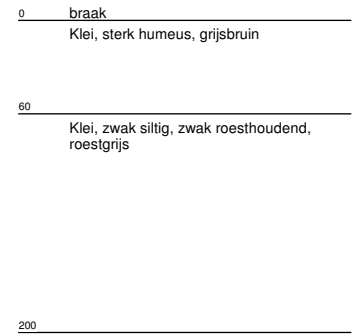 0 braak
Klei, sterk humeus, grijsbruin
60
Klei, zwak siltig, zwak roesthoudend,
roestgrijs
200